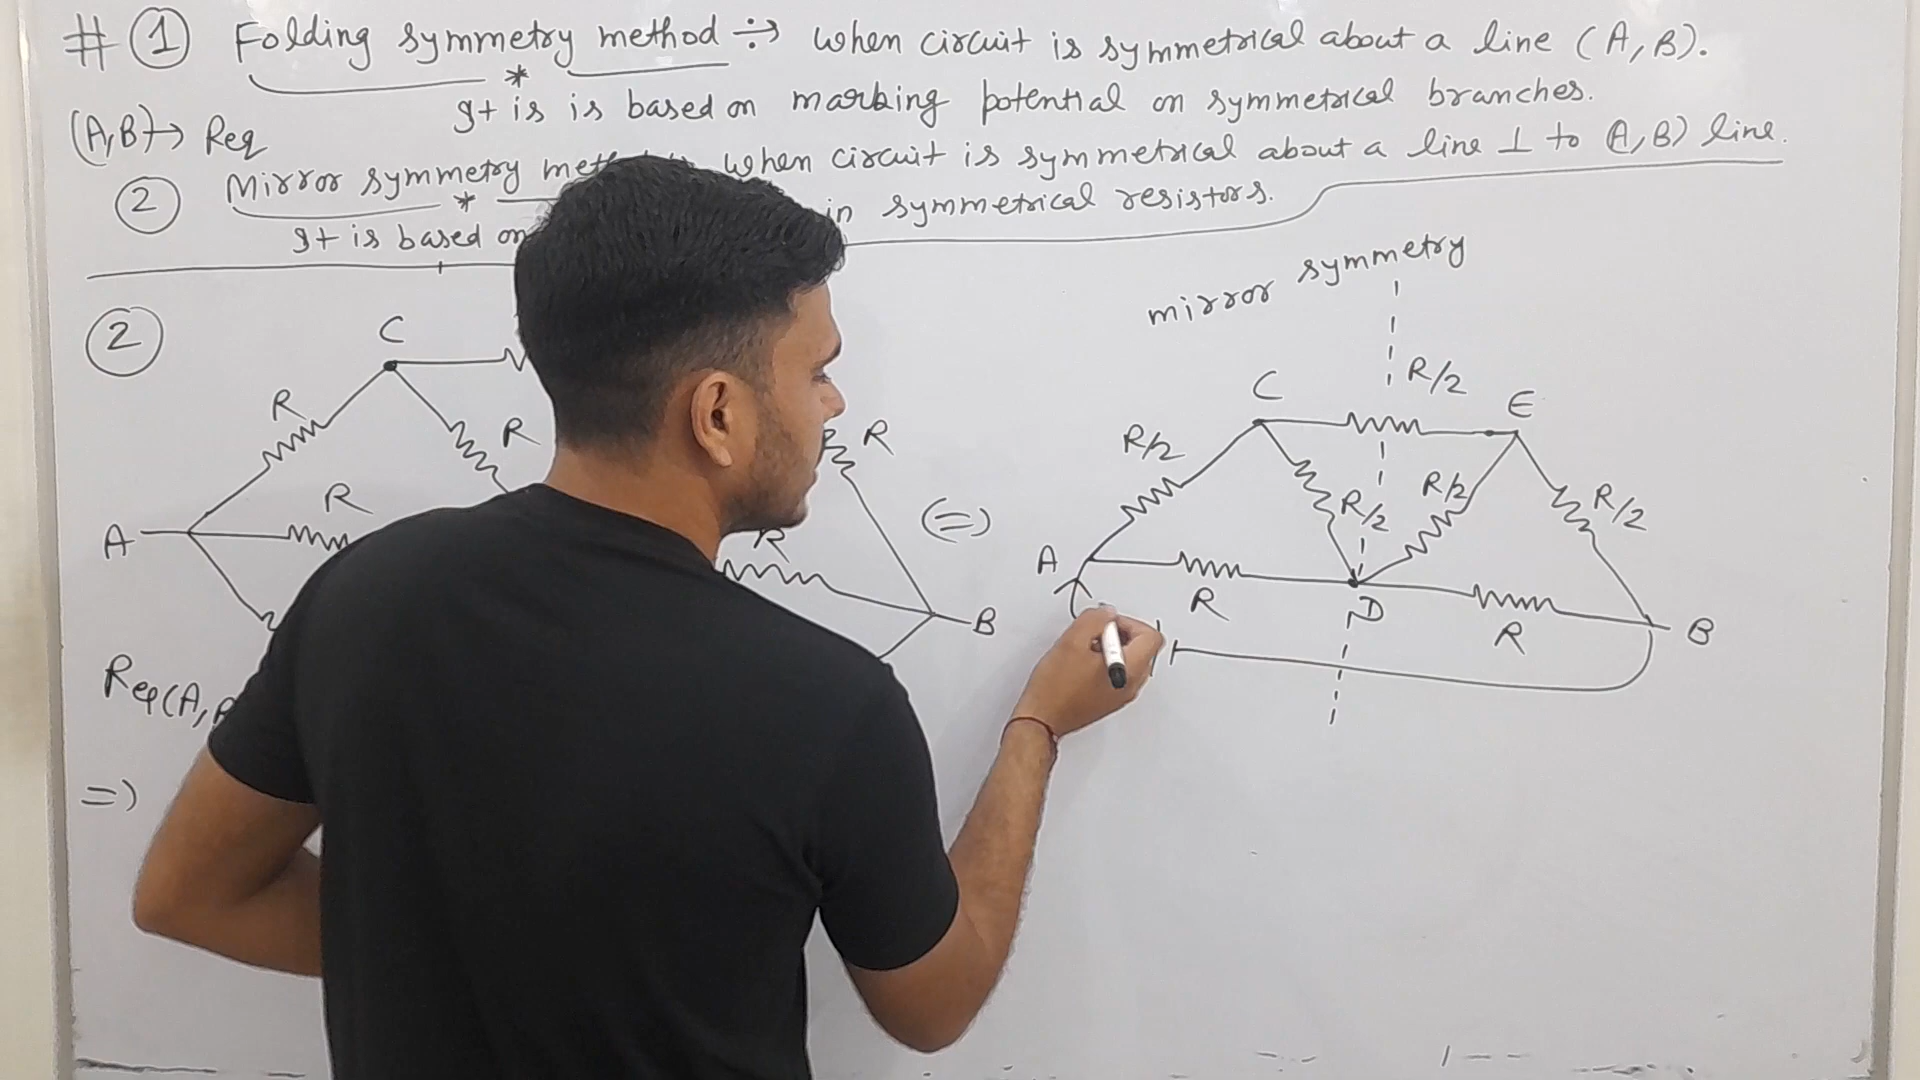 # 1 Folding symmetry method ÷→ when circuit is symmetrical about a line (A,B).
* It is is based on marking potential on symmetrical branches.
(A,B)→ Req
2 Mirror symmetry when circuit is symmetrical about a line ⊥ to (A,B) line.
* It is based on in symmetrical resistors.
mirror symmetry
2
C
R
R
R
R
R
A
B
Req(A,
=)
(=)
C
R/2
E
R/2
R/2
R/2
R/2
A
R
D
R
B